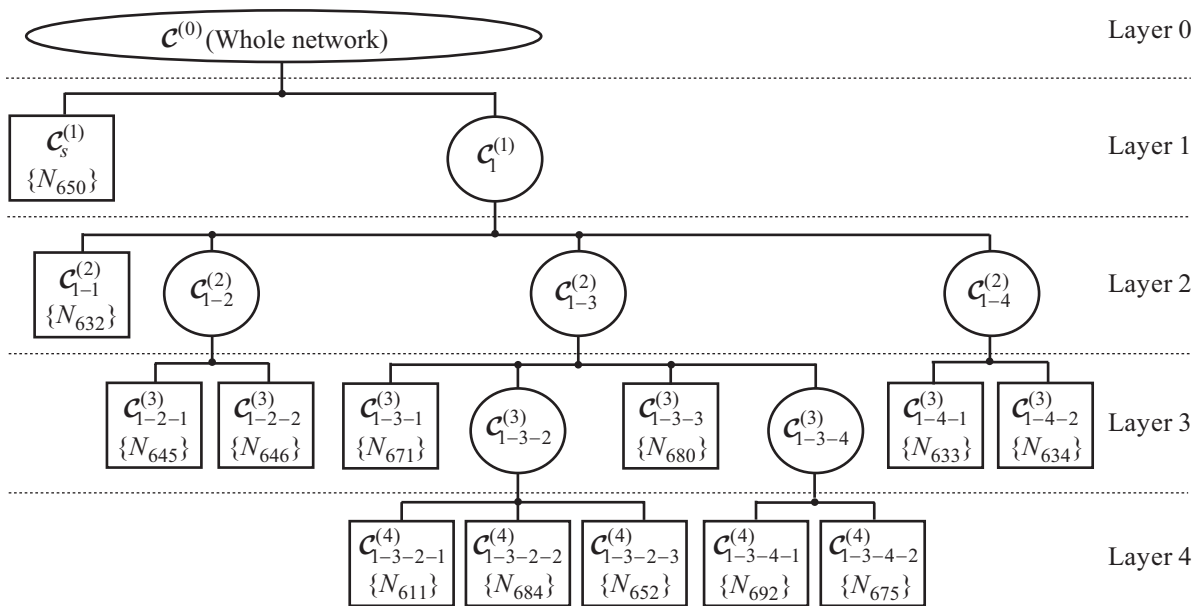 𝓒^(0) (Whole network)
Layer 0
𝓒_s^(1)
{N_650}
𝓒_1^(1)
Layer 1
𝓒_1−1^(2)
{N_632}
𝓒_1−2^(2)
𝓒_1−3^(2)
𝓒_1−4^(2)
Layer 2
𝓒_1−2−1^(3)
{N_645}
𝓒_1−2−2^(3)
{N_646}
𝓒_1−3−1^(3)
{N_671}
𝓒_1−3−2^(3)
𝓒_1−3−3^(3)
{N_680}
𝓒_1−3−4^(3)
𝓒_1−4−1^(3)
{N_633}
𝓒_1−4−2^(3)
{N_634}
Layer 3
𝓒_1−3−2−1^(4)
{N_611}
𝓒_1−3−2−2^(4)
{N_684}
𝓒_1−3−2−3^(4)
{N_652}
𝓒_1−3−4−1^(4)
{N_692}
𝓒_1−3−4−2^(4)
{N_675}
Layer 4